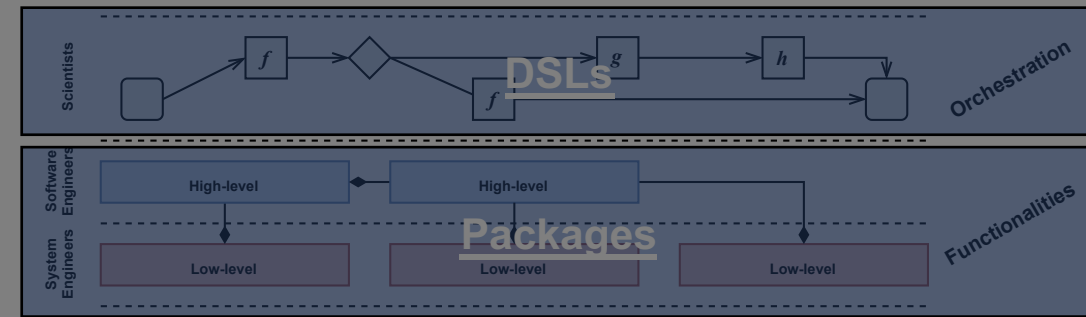 Scientists
f
g
h
DSLs
f
Orchestration
Software
Engineers
High-level
High-level
Functionalities
Packages
System
Engineers
Low-level
Low-level
Low-level